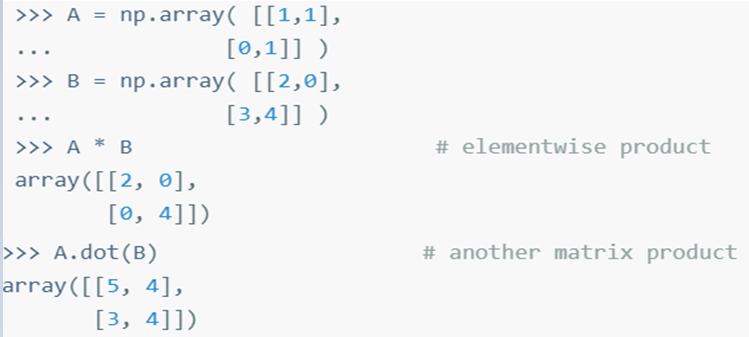 >>> A = np.array( [[1,1],
...             [0,1]] )
>>> B = np.array( [[2,0],
...             [3,4]] )
>>> A * B                       # elementwise product
array([[2, 0],
       [0, 4]])
>>> A.dot(B)                    # another matrix product
array([[5, 4],
       [3, 4]])